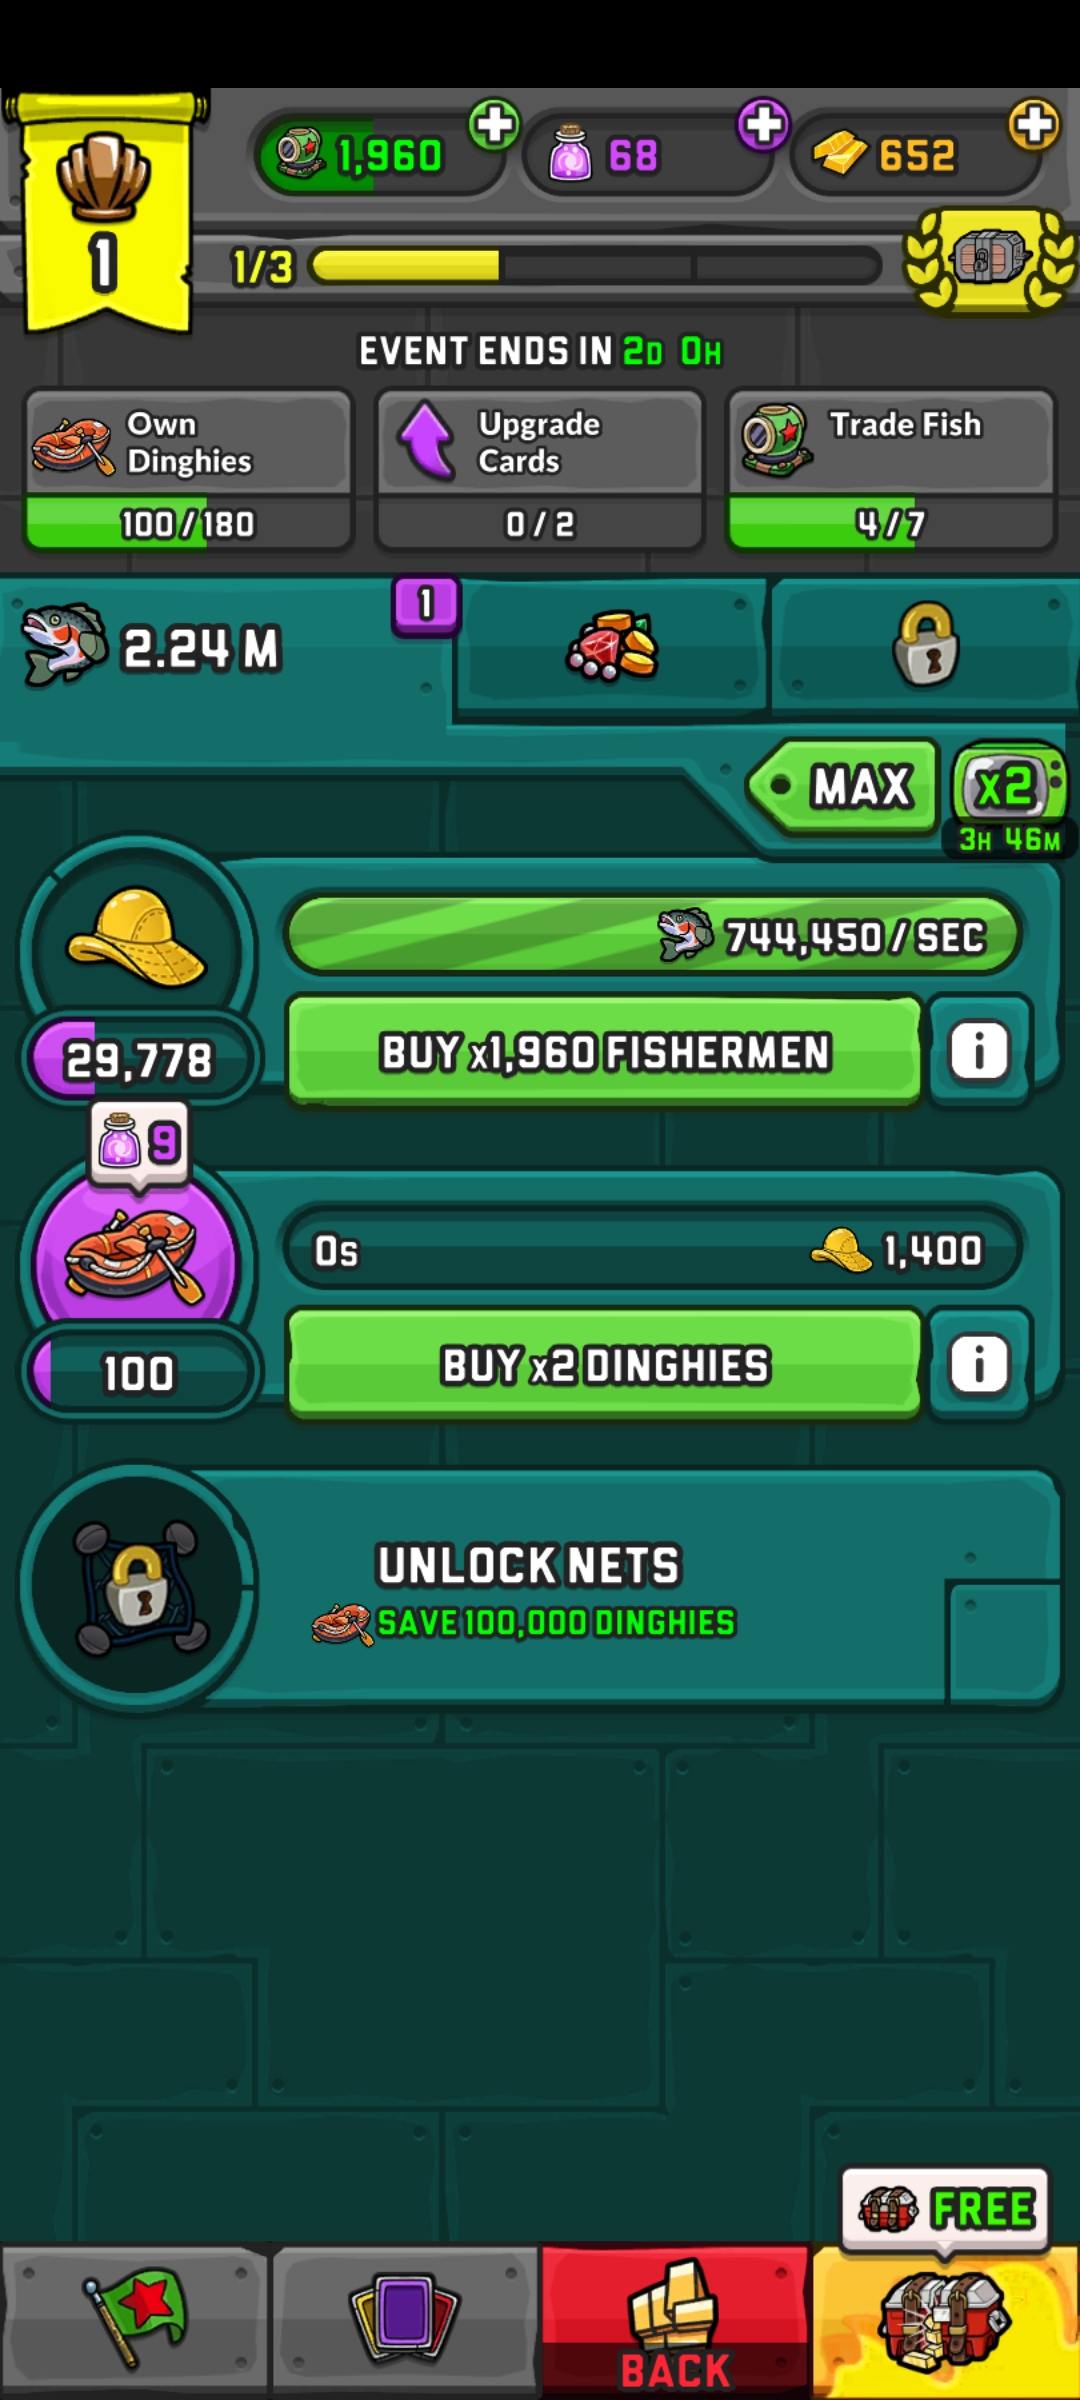 1,960
68
652
1
1/3
EVENT ENDS IN 2D 0H
Own
Dinghies
Upgrade
Cards
Trade Fish
100/180
0/2
4/7
2.24 M
1
MAX
x2
3H 46M
744,450/SEC
29,778
BUY x1,960 FISHERMEN
i
9
0s
1,400
100
BUY x2 DINGHIES
i
UNLOCK NETS
SAVE 100,000 DINGHIES
FREE
BACK